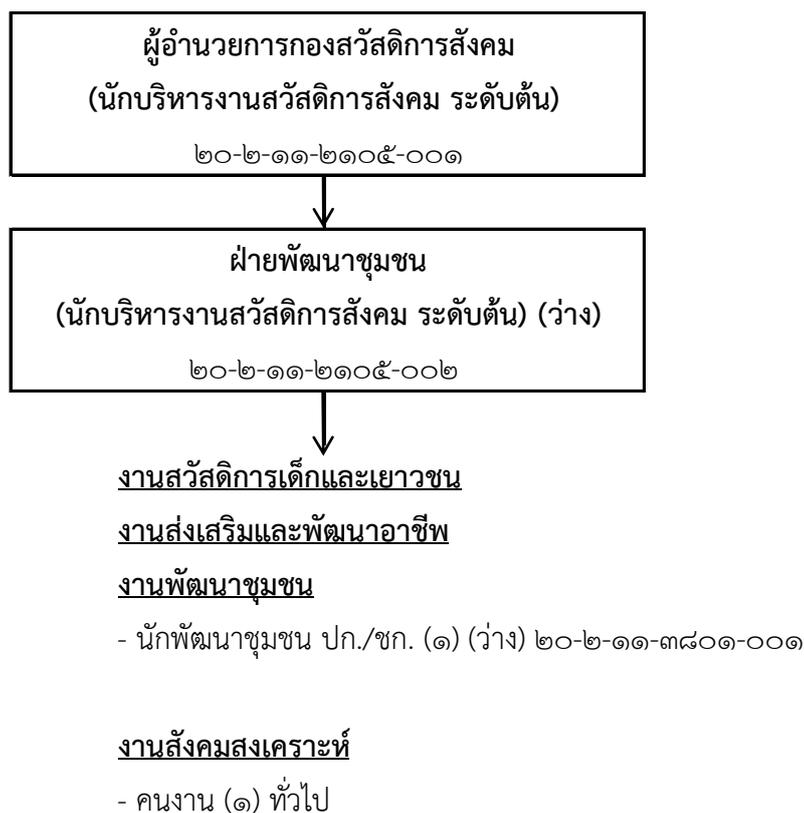 ผู้อำนวยการกองสวัสดิการสังคม
(นักบริหารงานสวัสดิการสังคม ระดับต้น)
๒๐-๒-๑๑-๒๑๐๕-๐๐๑
ฝ่ายพัฒนาชุมชน
(นักบริหารงานสวัสดิการสังคม ระดับต้น) (ว่าง)
๒๐-๒-๑๑-๒๑๐๕-๐๐๒
งานสวัสดิการเด็กและเยาวชน
งานส่งเสริมและพัฒนาอาชีพ
งานพัฒนาชุมชน
- นักพัฒนาชุมชน ปก./ชก. (๑) (ว่าง) ๒๐-๒-๑๑-๓๘๐๑-๐๐๑
งานสังคมสงเคราะห์
- คนงาน (๑) ทั่วไป